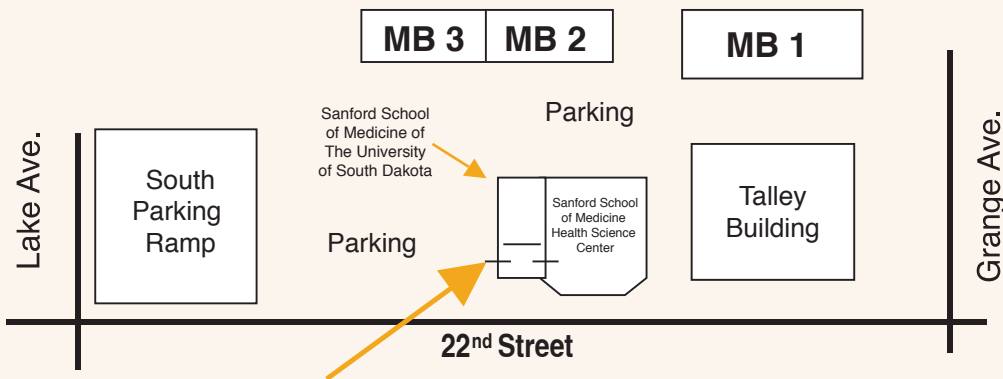 MB 3
MB 2
MB 1
Sanford School
of Medicine of
The University
of South Dakota
Parking
Lake Ave.
South
Parking
Ramp
Parking
Sanford School
of Medicine
Health Science
Center
Talley
Building
Grange Ave.
22nd Street